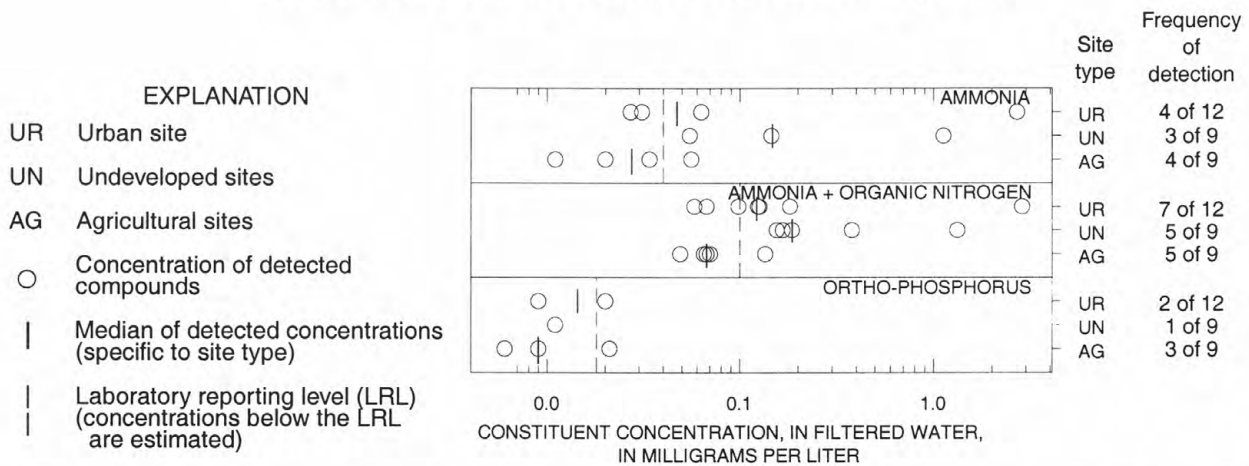 EXPLANATION
UR Urban site
UN Undeveloped sites
AG Agricultural sites
Concentration of detected
compounds
Median of detected concentrations
(specific to site type)
Laboratory reporting level (LRL)
(concentrations below the LRL
are estimated)
AMMONIA
AMMONIA + ORGANIC NITROGEN
ORTHO-PHOSPHORUS
0.0 0.1 1.0
CONSTITUENT CONCENTRATION, IN FILTERED WATER,
IN MILLIGRAMS PER LITER
Site
type
Frequency
of
detection
UR 4 of 12
UN 3 of 9
AG 4 of 9
UR 7 of 12
UN 5 of 9
AG 5 of 9
UR 2 of 12
UN 1 of 9
AG 3 of 9